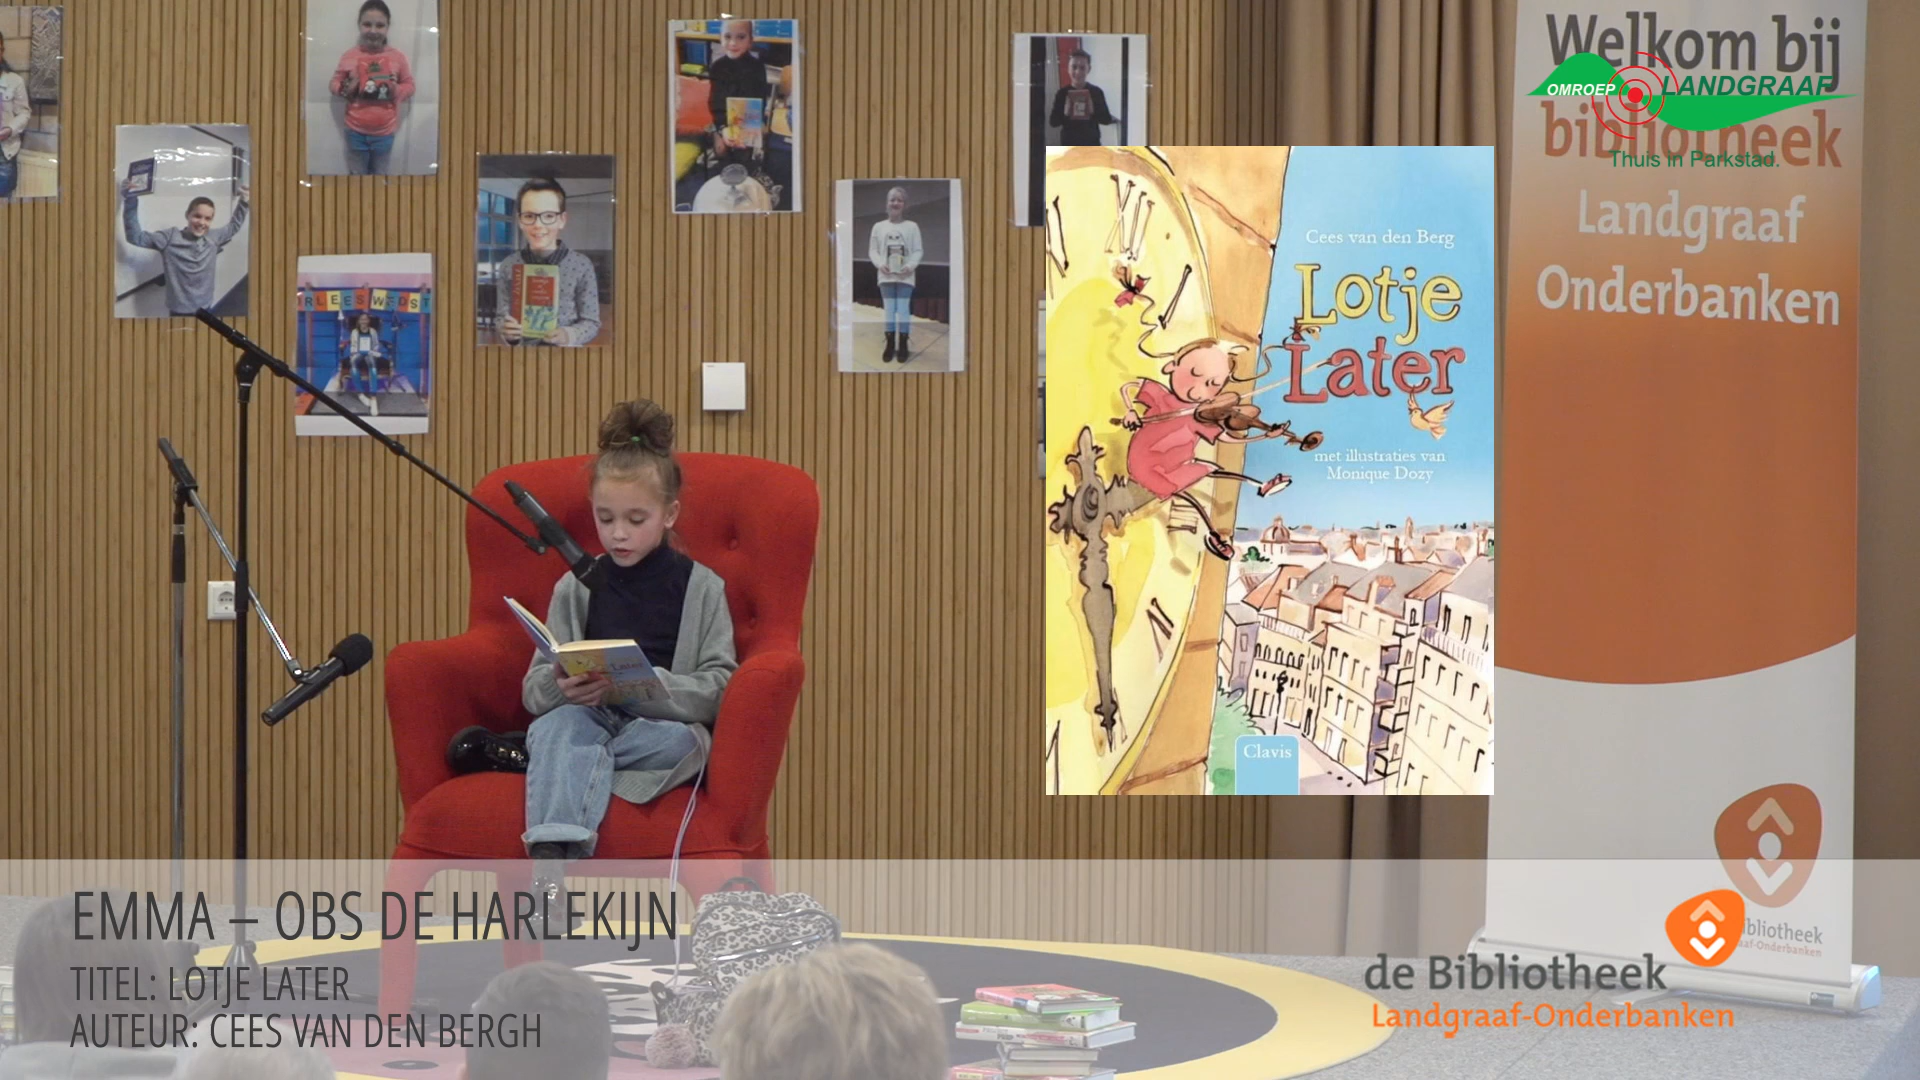 Welkom bij
bibliotheek
Landgraaf
Onderbanken
OMROEP LANDGRAAF
Thuis in Parkstad.
Cees van den Berg
Lotje
Later
met illustraties van
Monique Dozy
Clavis
EMMA – OBS DE HARLEKIJN
TITEL: LOTJE LATER
AUTEUR: CEES VAN DEN BERGH
de Bibliotheek
Landgraaf-Onderbanken